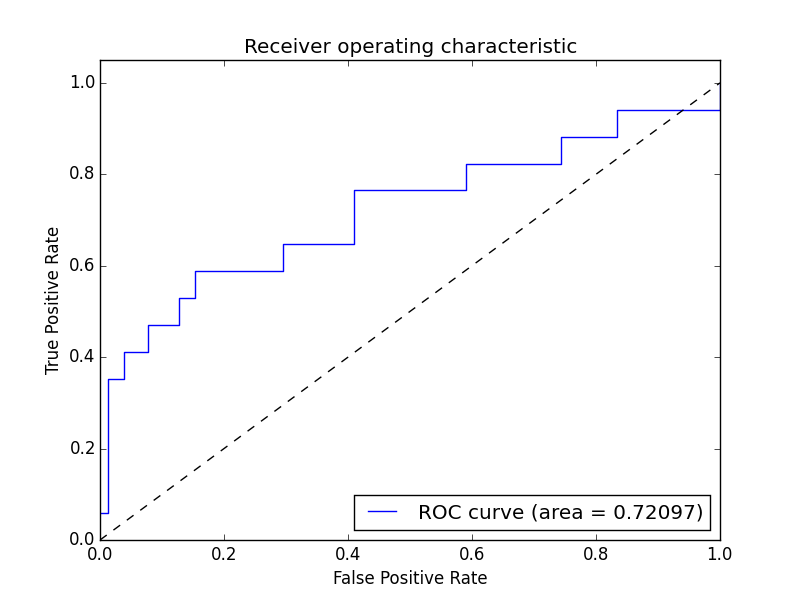 Receiver operating characteristic
1.0
0.8
0.6
0.4
0.2
0.0
True Positive Rate
ROC curve (area = 0.72097)
0.0 0.2 0.4 0.6 0.8 1.0
False Positive Rate